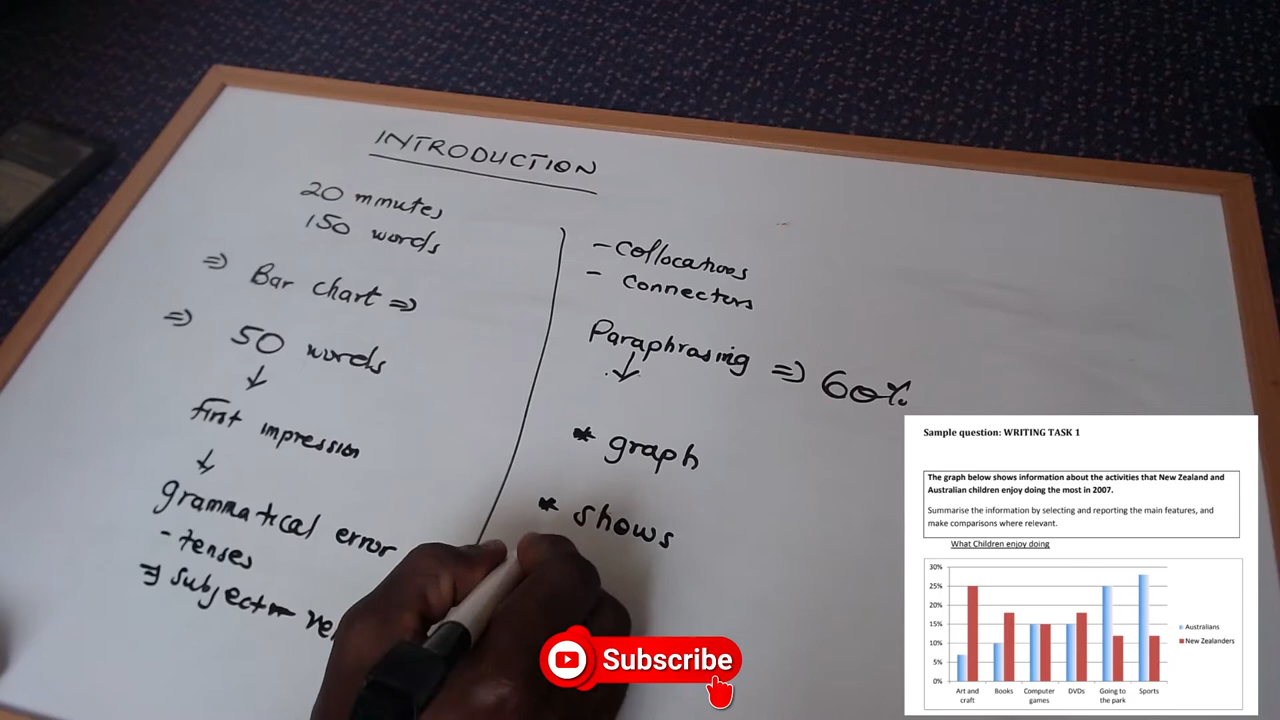 INTRODUCTION
20 minutes
150 words
⇒ Bar chart ⇒
⇒ 50 words
↓
first impression
↓
grammatical error
- tenses
⇒ subject -
- collocations
- connectors
Paraphrasing ⇒ 60%
↓
* graph
* shows
Subscribe
Sample question: WRITING TASK 1
The graph below shows information about the activities that New Zealand and
Australian children enjoy doing the most in 2007.
Summarise the information by selecting and reporting the main features, and
make comparisons where relevant.
What Children enjoy doing
30%
25%
20%
15%
10%
5%
0%
Art and
craft
Books
Computer
games
DVDs
Going to
the park
Sports
Australians
New Zealanders